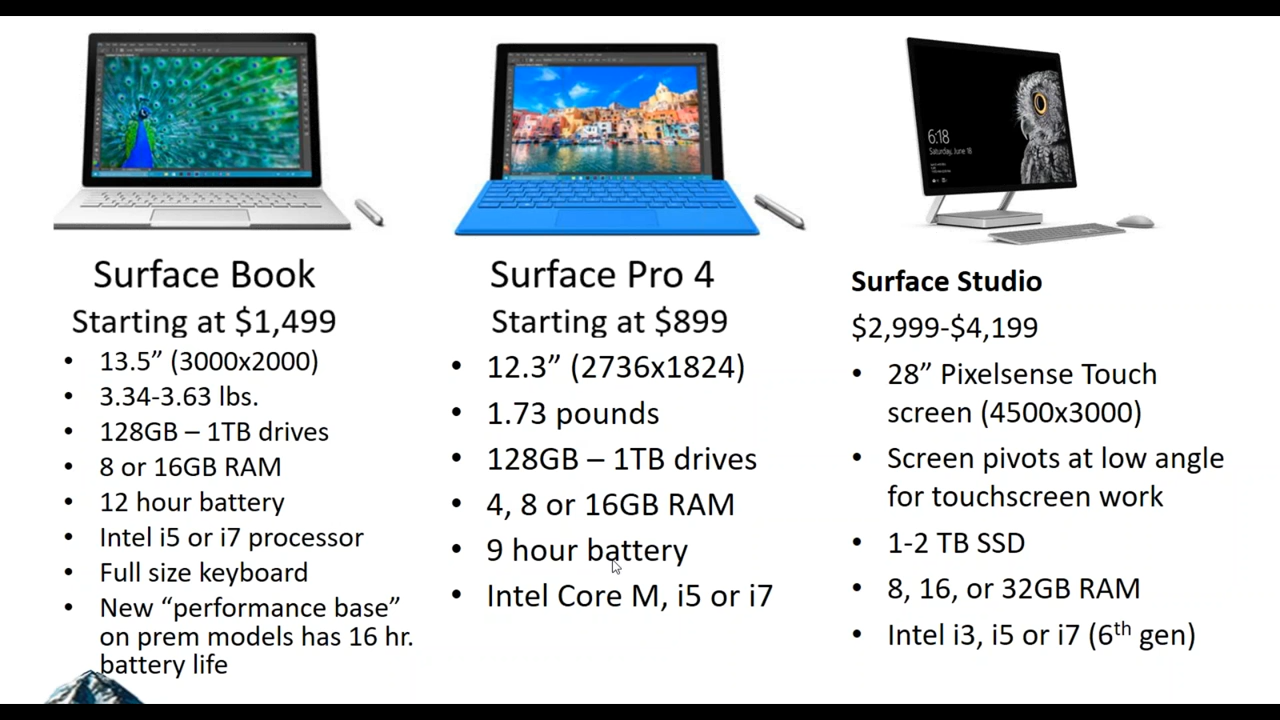 Surface Book
Starting at $1,499
• 13.5” (3000x2000)
• 3.34-3.63 lbs.
• 128GB – 1TB drives
• 8 or 16GB RAM
• 12 hour battery
• Intel i5 or i7 processor
• Full size keyboard
• New “performance base”
on prem models has 16 hr.
battery life
Surface Pro 4
Starting at $899
• 12.3” (2736x1824)
• 1.73 pounds
• 128GB – 1TB drives
• 4, 8 or 16GB RAM
• 9 hour battery
• Intel Core M, i5 or i7
6:18
Saturday, June 18
Surface Studio
$2,999-$4,199
• 28” Pixelsense Touch
screen (4500x3000)
• Screen pivots at low angle
for touchscreen work
• 1-2 TB SSD
• 8, 16, or 32GB RAM
• Intel i3, i5 or i7 (6th gen)